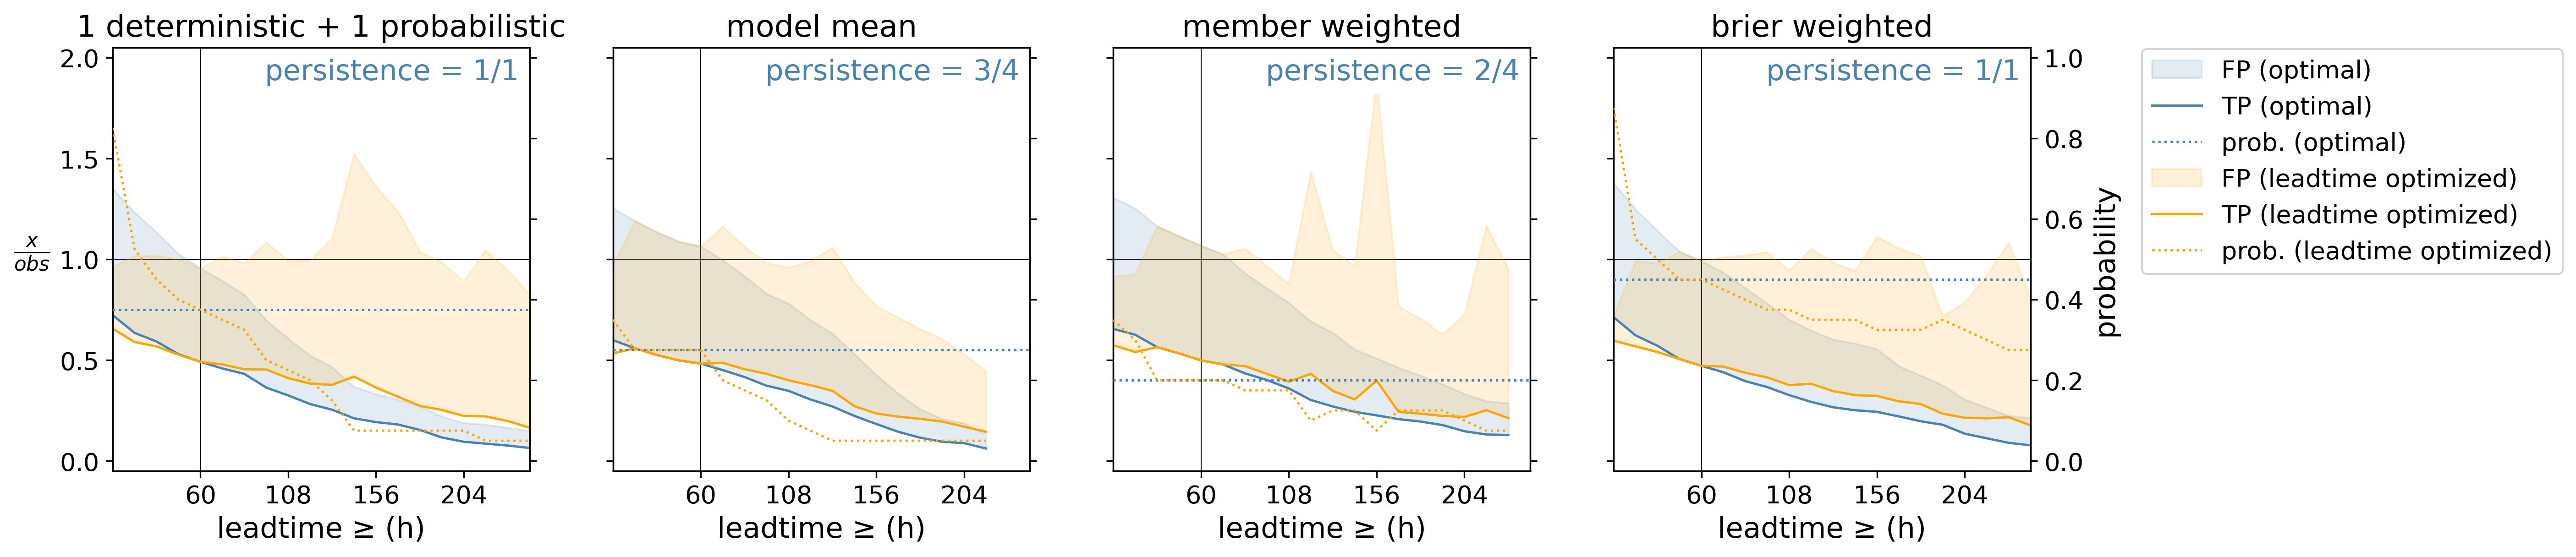 1 deterministic + 1 probabilistic
model mean
member weighted
brier weighted
persistence = 1/1
persistence = 3/4
persistence = 2/4
persistence = 1/1
2.0
1.5
1.0
0.5
0.0
x/obs
1.0
0.8
0.6
0.4
0.2
0.0
probability
60 108 156 204
60 108 156 204
60 108 156 204
60 108 156 204
leadtime ≥ (h)
leadtime ≥ (h)
leadtime ≥ (h)
leadtime ≥ (h)
FP (optimal)
TP (optimal)
prob. (optimal)
FP (leadtime optimized)
TP (leadtime optimized)
prob. (leadtime optimized)